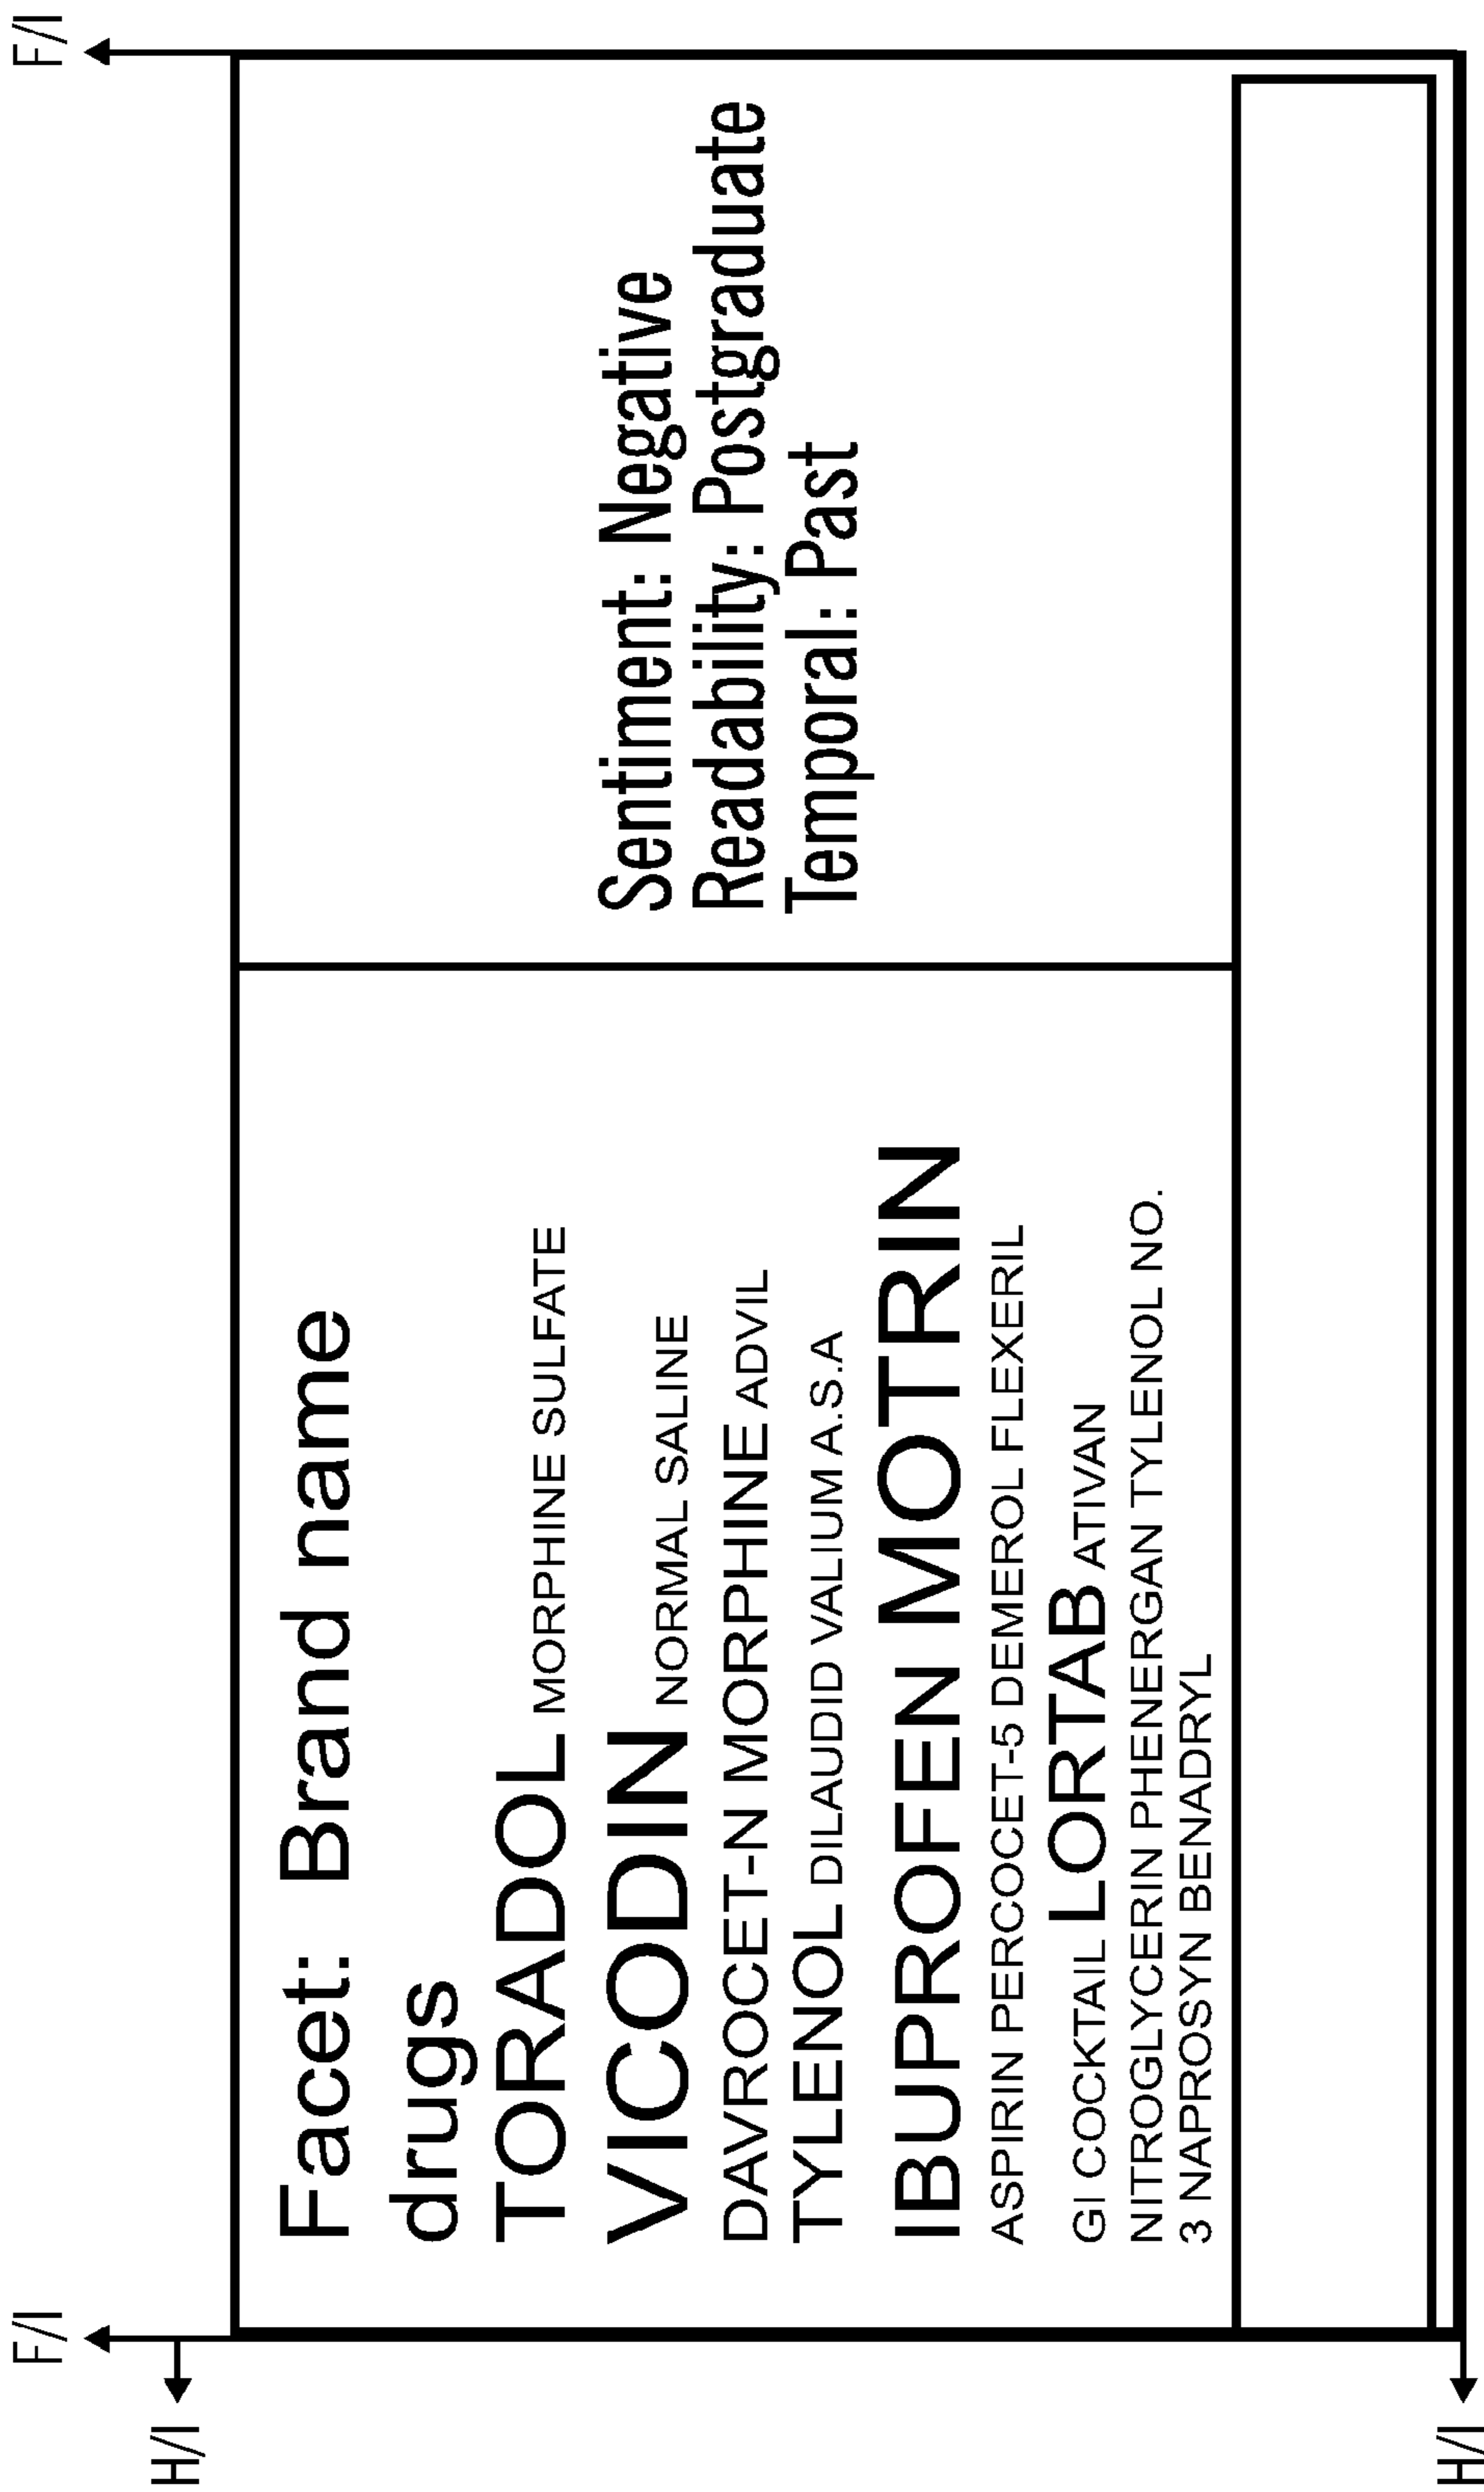 F/I
F/I
H/I
H/I
Facet: Brand name
drugs
TORADOL MORPHINE SULFATE
VICODIN NORMAL SALINE
DAVROCET-N MORPHINE ADVIL
TYLENOL DILAUDID VALIUM A.S.A
IBUPROFEN MOTRIN
ASPIRIN PERCOCET-5 DEMEROL FLEXERIL
GI COCKTAIL LORTAB ATIVAN
NITROGLYCERIN PHENERGAN TYLENOL NO.
3 NAPROSYN BENADRYL
Sentiment: Negative
Readability: Postgraduate
Temporal: Past